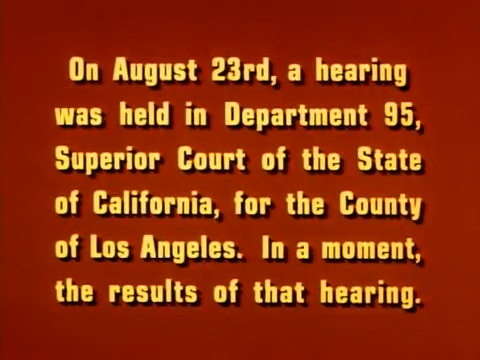 On August 23rd, a hearing
was held in Department 95,
Superior Court of the State
of California, for the County
of Los Angeles. In a moment,
the results of that hearing.